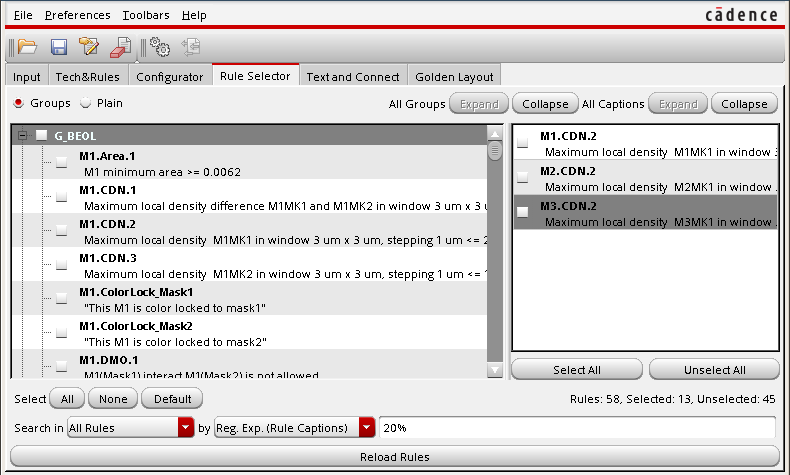 File Preferences Toolbars Help
cādence
Input Tech&Rules Configurator Rule Selector Text and Connect Golden Layout
Groups Plain All Groups Expand Collapse All Captions Expand Collapse
G_BEOL
M1.Area.1
M1 minimum area >= 0.0062
M1.CDN.1
Maximum local density difference M1MK1 and M1MK2 in window 3 um x 3 u
M1.CDN.2
Maximum local density M1MK1 in window 3 um x 3 um, stepping 1 um <= 2
M1.CDN.3
Maximum local density M1MK2 in window 3 um x 3 um, stepping 1 um <=
M1.ColorLock_Mask1
"This M1 is color locked to mask1"
M1.ColorLock_Mask2
"This M1 is color locked to mask2"
M1.DMO.1
M1(Mask1) interact M1(Mask2) is not allowed
M1.CDN.2
Maximum local density M1MK1 in window 3
M2.CDN.2
Maximum local density M2MK1 in window .
M3.CDN.2
Maximum local density M3MK1 in window .
Select All Unselect All
Select All None Default Rules: 58, Selected: 13, Unselected: 45
Search in All Rules by Reg. Exp. (Rule Captions) 20%
Reload Rules